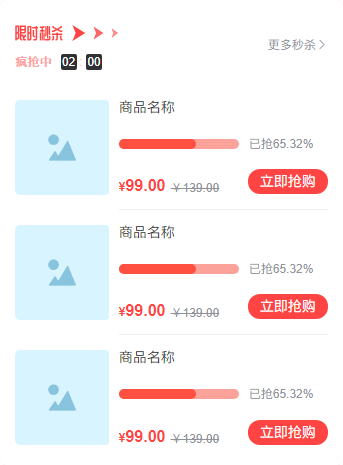 限时秒杀
更多秒杀
疯抢中 02 00
商品名称
已抢65.32%
¥99.00 ￥139.00 立即抢购
商品名称
已抢65.32%
¥99.00 ￥139.00 立即抢购
商品名称
已抢65.32%
¥99.00 ￥139.00 立即抢购